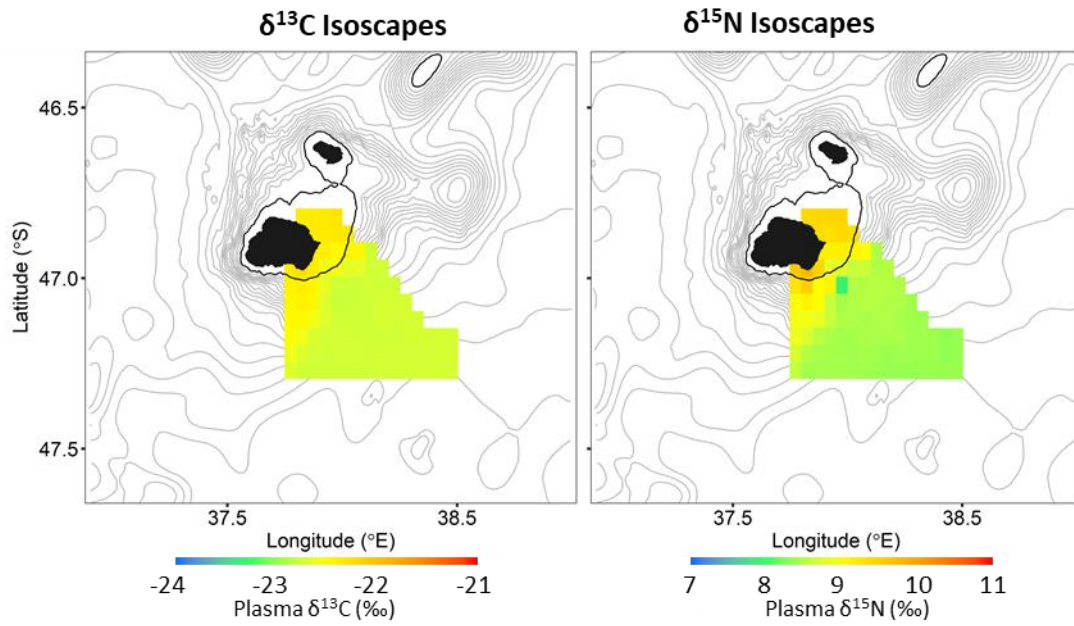 δ¹³C Isoscapes
δ¹⁵N Isoscapes
46.5
47.0
47.5
Latitude (°S)
37.5 38.5
37.5 38.5
Longitude (°E)
Longitude (°E)
-24 -23 -22 -21
7 8 9 10 11
Plasma δ¹³C (‰)
Plasma δ¹⁵N (‰)